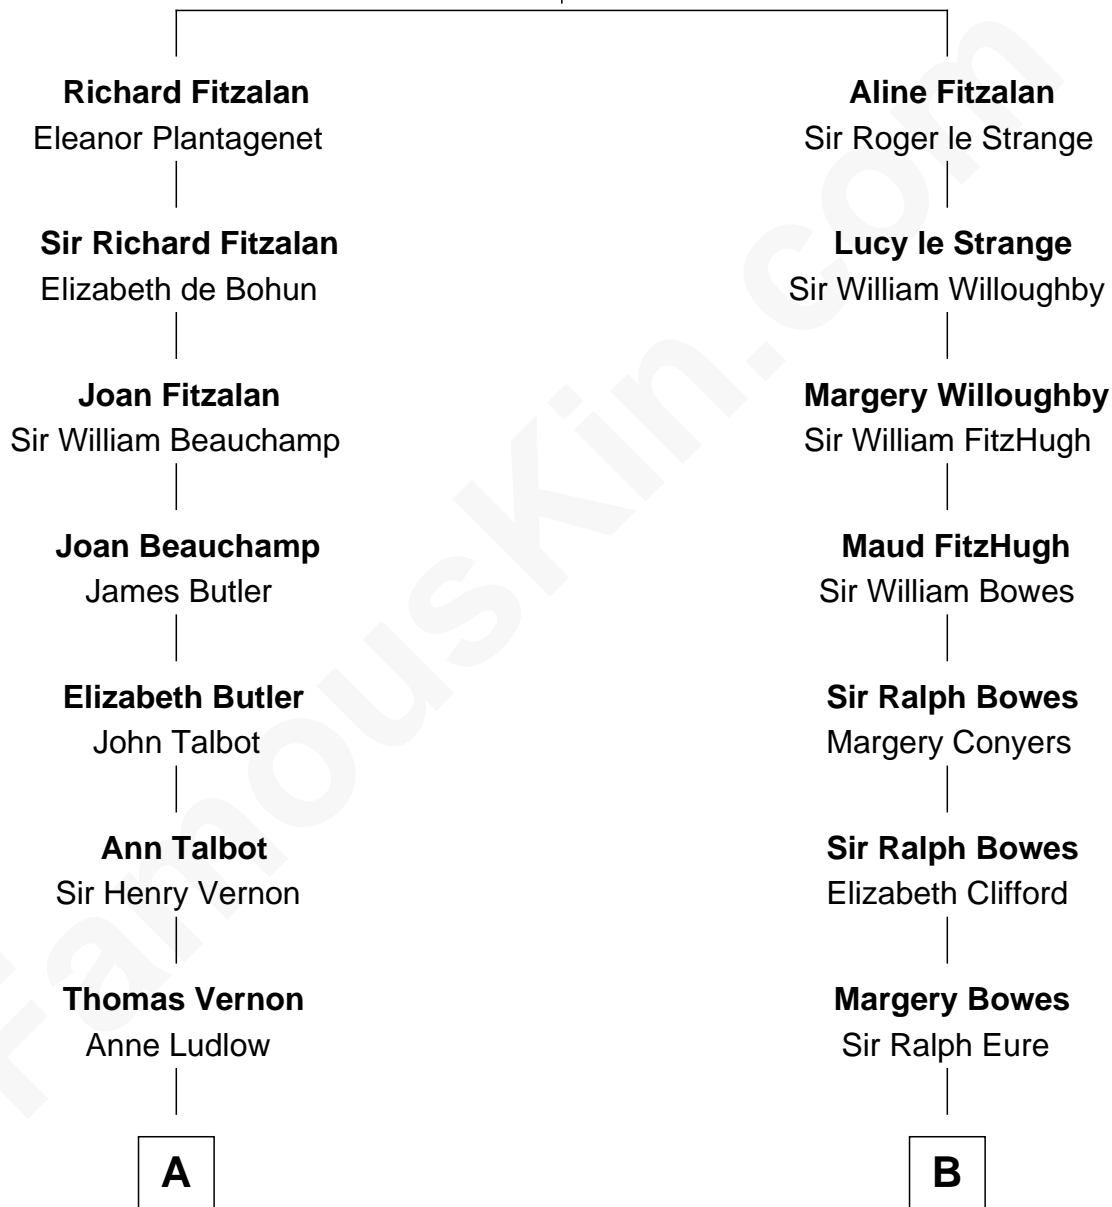 Richard Fitzalan
Eleanor Plantagenet
Sir Richard Fitzalan
Elizabeth de Bohun
Joan Fitzalan
Sir William Beauchamp
Joan Beauchamp
James Butler
Elizabeth Butler
John Talbot
Ann Talbot
Sir Henry Vernon
Thomas Vernon
Anne Ludlow
A
Aline Fitzalan
Sir Roger le Strange
Lucy le Strange
Sir William Willoughby
Margery Willoughby
Sir William FitzHugh
Maud FitzHugh
Sir William Bowes
Sir Ralph Bowes
Margery Conyers
Sir Ralph Bowes
Elizabeth Clifford
Margery Bowes
Sir Ralph Eure
B
FamousKin.com